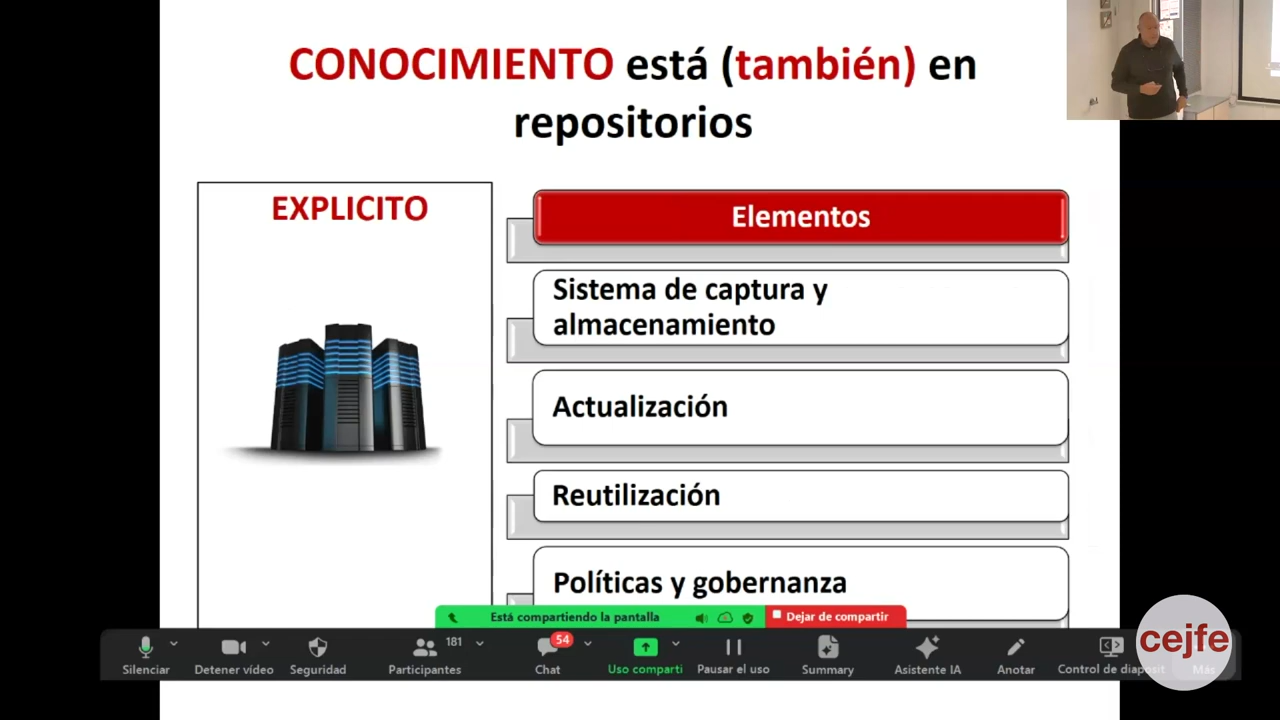 CONOCIMIENTO está (también) en
repositorios
EXPLICITO
Elementos
Sistema de captura y
almacenamiento
Actualización
Reutilización
Políticas y gobernanza
Está compartiendo la pantalla
Dejar de compartir
Silenciar
Detener vídeo
Seguridad
Participantes
181
Chat
54
Uso comparti
Pausar el uso
Summary
Asistente IA
Anotar
Control de diaposit
Más
cejfe